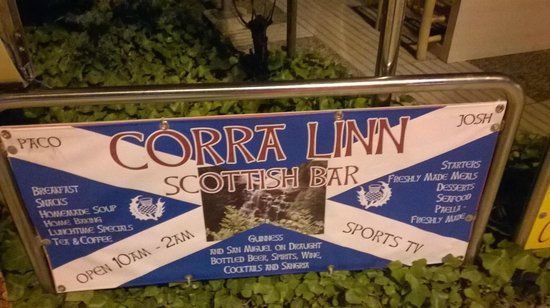 PACO
JOSH
CORRA LINN
SCOTTISH BAR
BREAKFAST
SNACKS
HOMEMADE SOUP
HOME BAKING
LUNCHTIME SPECIALS
TEA & COFFEE
STARTERS
FRESHLY MADE MEALS
DESSERTS
SEAFOOD
PAELLA -
FRESHLY MADE
OPEN 10AM - 2AM
GUINNESS
AND SAN MIGUEL ON DRAUGHT
BOTTLED BEER, SPIRITS, WINE,
COCKTAILS AND SANGRIA
SPORTS TV